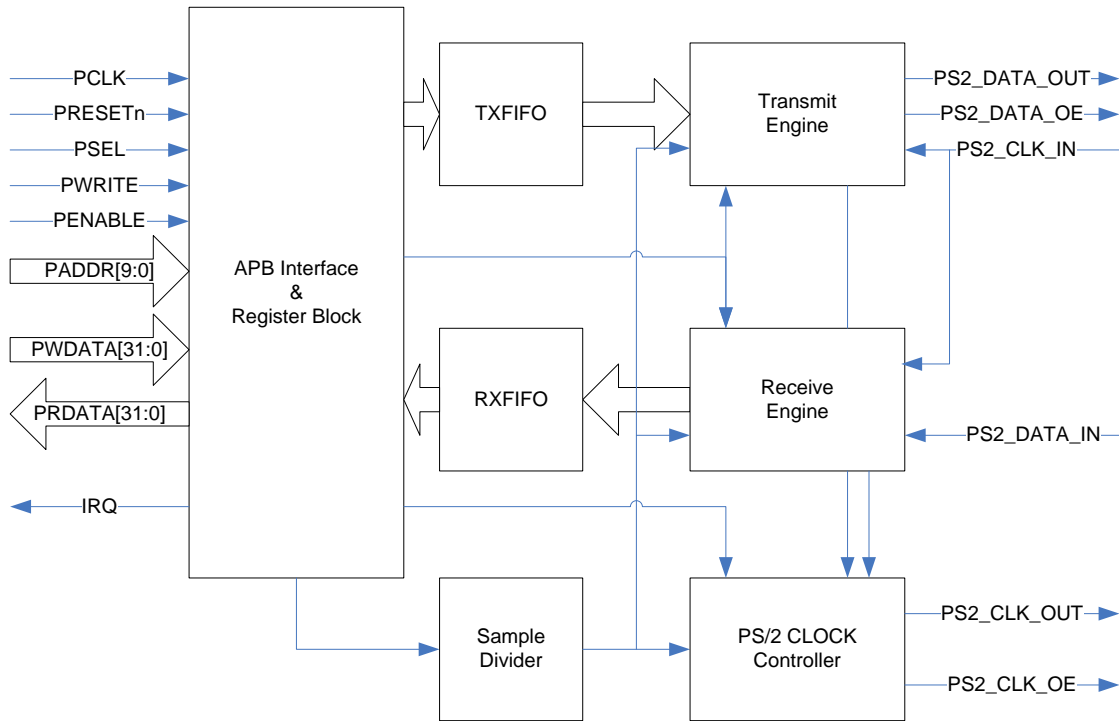 PCLK
PRESETn
PSEL
PWRITE
PENABLE
PADDR[9:0]
PWDATA[31:0]
PRDATA[31:0]
IRQ
APB Interface
&
Register Block
TXFIFO
RXFIFO
Sample
Divider
Transmit
Engine
Receive
Engine
PS/2 CLOCK
Controller
PS2_DATA_OUT
PS2_DATA_OE
PS2_CLK_IN
PS2_DATA_IN
PS2_CLK_OUT
PS2_CLK_OE